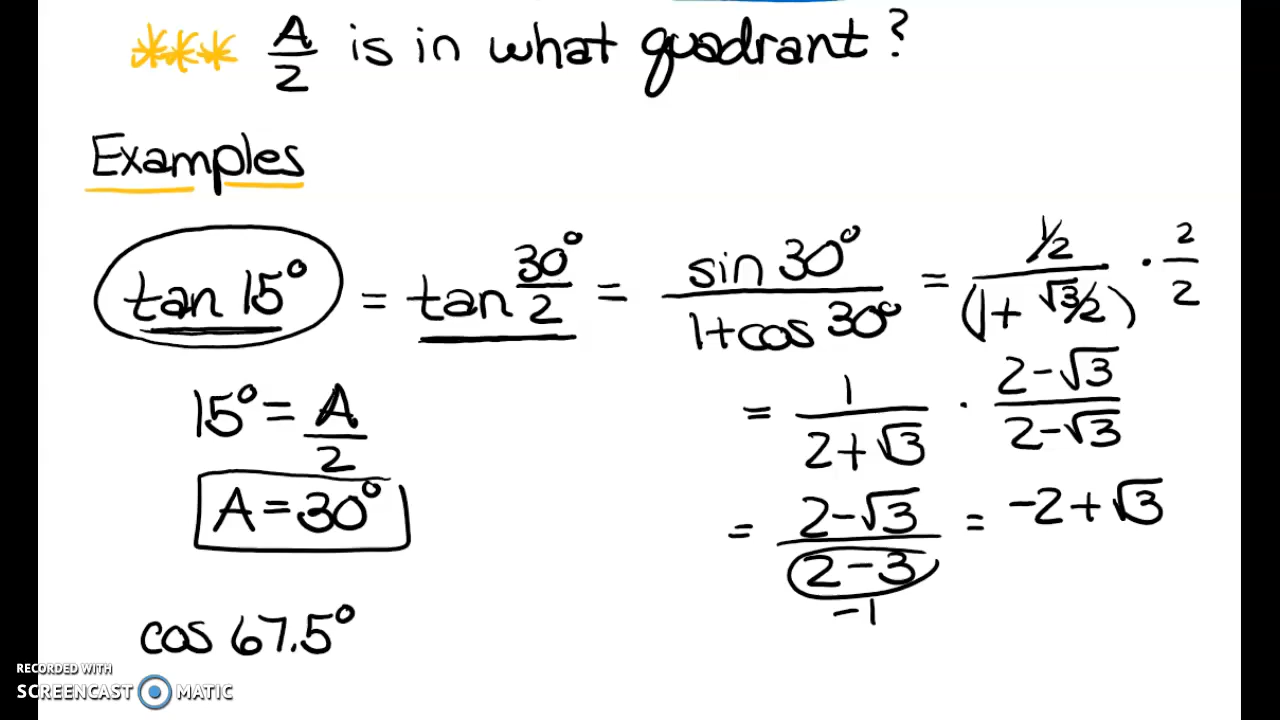 *** A/2 is in what quadrant?
Examples
tan 15° = tan 30°/2 = sin 30°/1+cos 30° = 1/2/(1+ √3/2) · 2/2
15° = A/2
= 1/2+√3 · 2-√3/2-√3
A = 30°
= 2-√3/2-3 = -2+√3
-1
cos 67.5°
RECORDED WITH
SCREENCAST MATIC